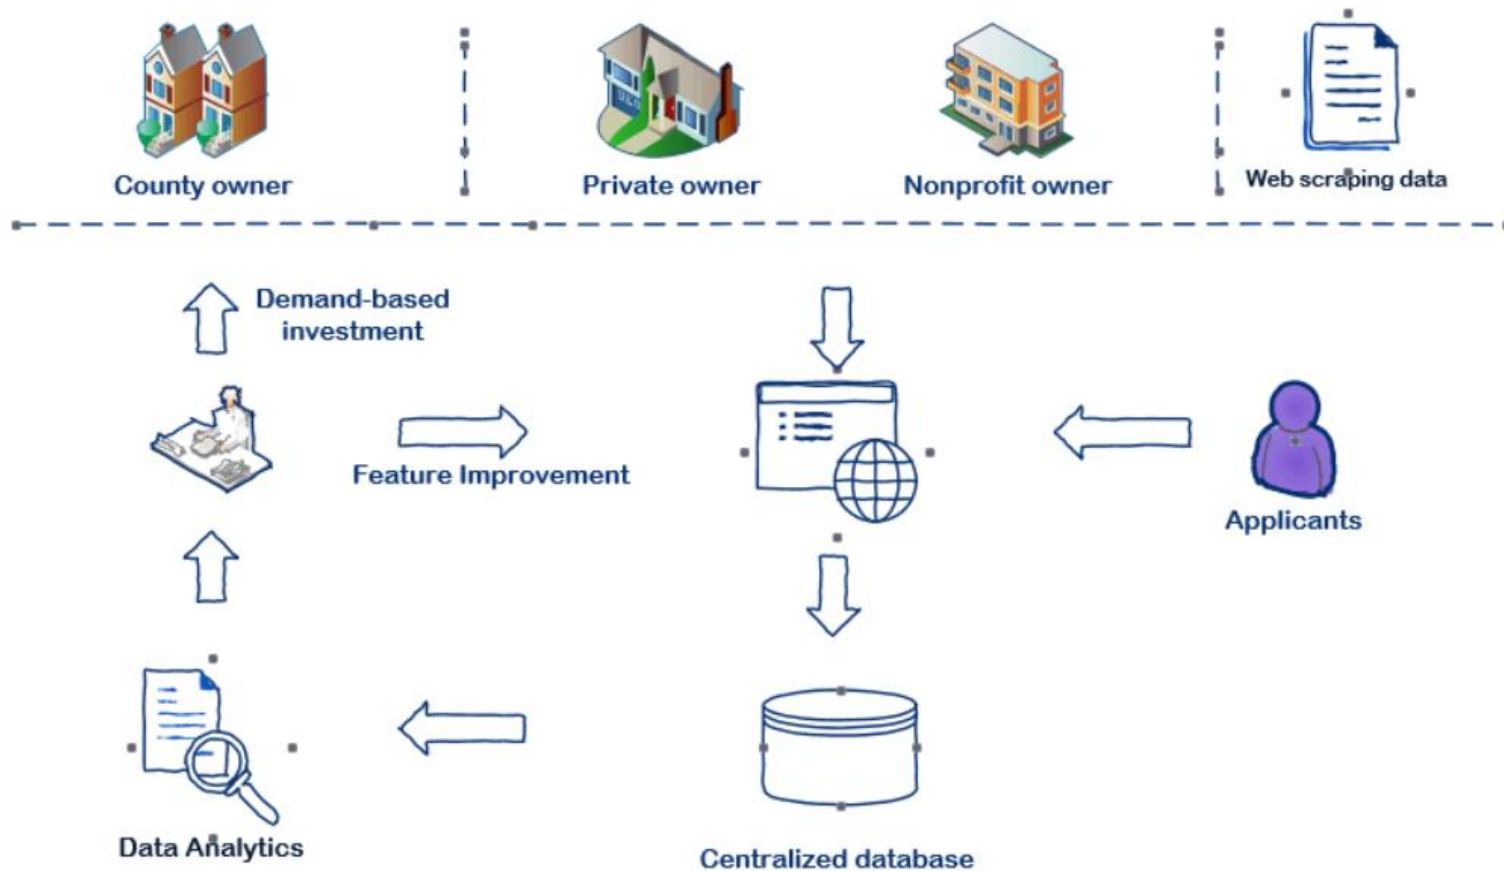 County owner
Private owner
Nonprofit owner
Web scraping data
Demand-based
investment
Feature Improvement
Applicants
Data Analytics
Centralized database